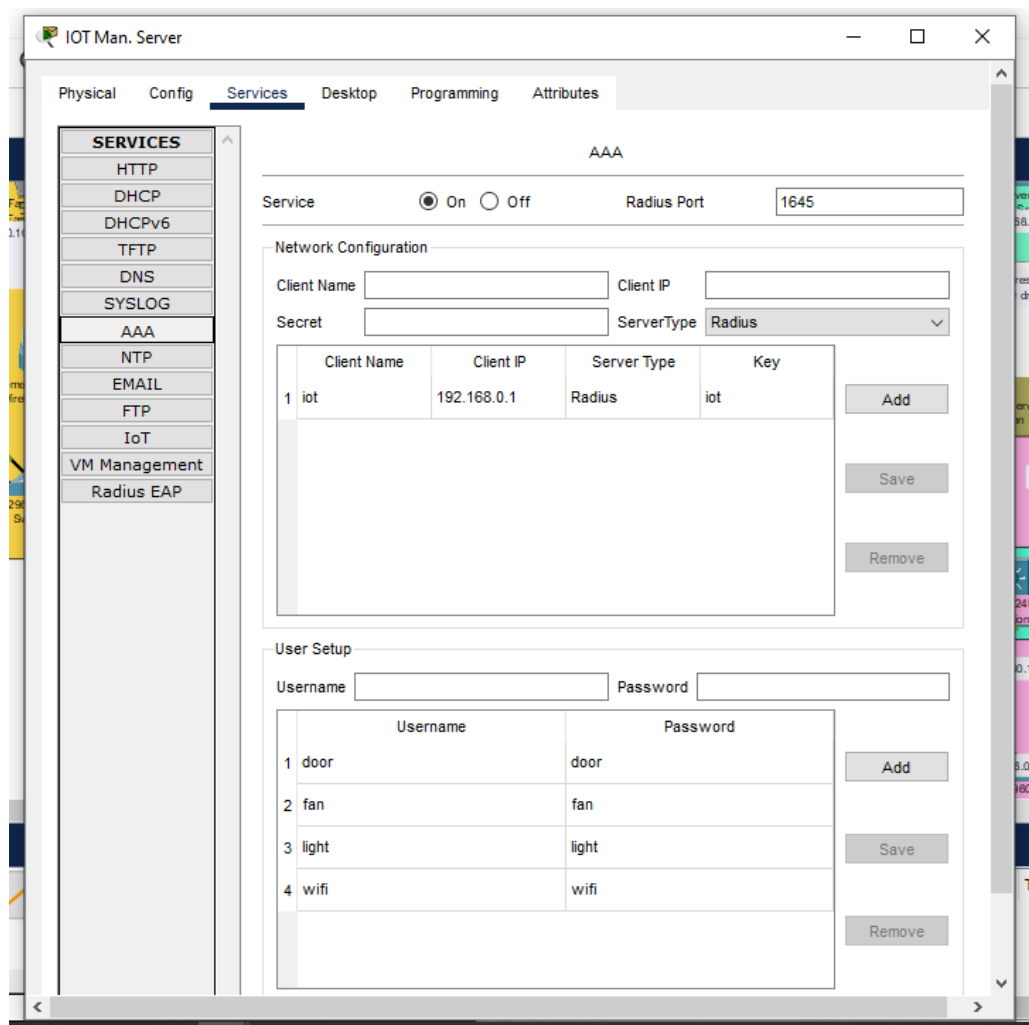 IOT Man. Server
Physical Config Services Desktop Programming Attributes
SERVICES
HTTP
DHCP
DHCPv6
TFTP
DNS
SYSLOG
AAA
NTP
EMAIL
FTP
IoT
VM Management
Radius EAP
AAA
Service On Off Radius Port 1645
Network Configuration
Client Name Client IP
Secret ServerType Radius
Client Name Client IP Server Type Key
1 iot 192.168.0.1 Radius iot
Add
Save
Remove
User Setup
Username Password
Username Password
1 door door
2 fan fan
3 light light
4 wifi wifi
Add
Save
Remove